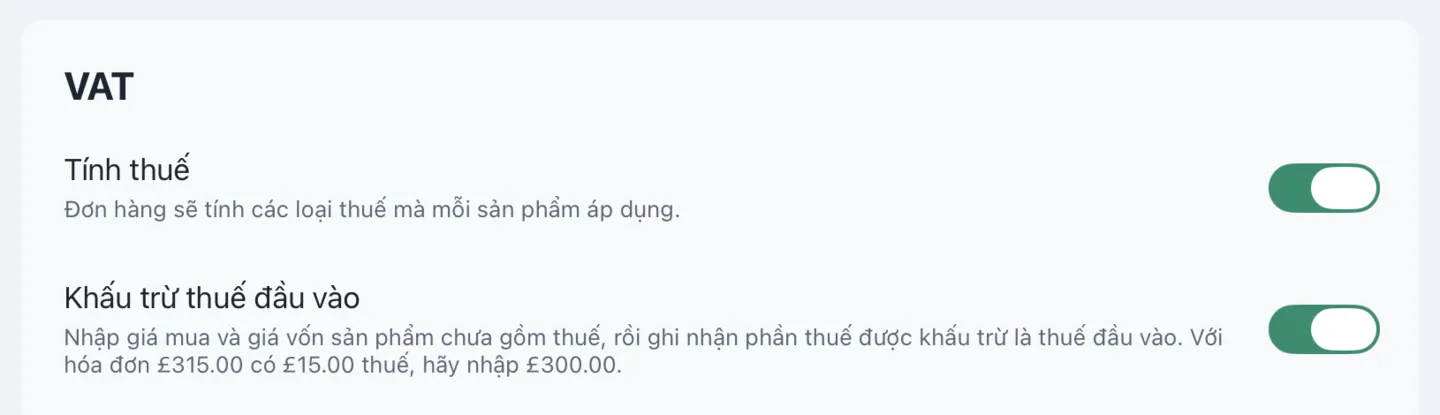 VAT
Tính thuế
Đơn hàng sẽ tính các loại thuế mà mỗi sản phẩm áp dụng.
Khấu trừ thuế đầu vào
Nhập giá mua và giá vốn sản phẩm chưa gồm thuế, rồi ghi nhận phần thuế được khấu trừ là thuế đầu vào. Với
hóa đơn £315.00 có £15.00 thuế, hãy nhập £300.00.